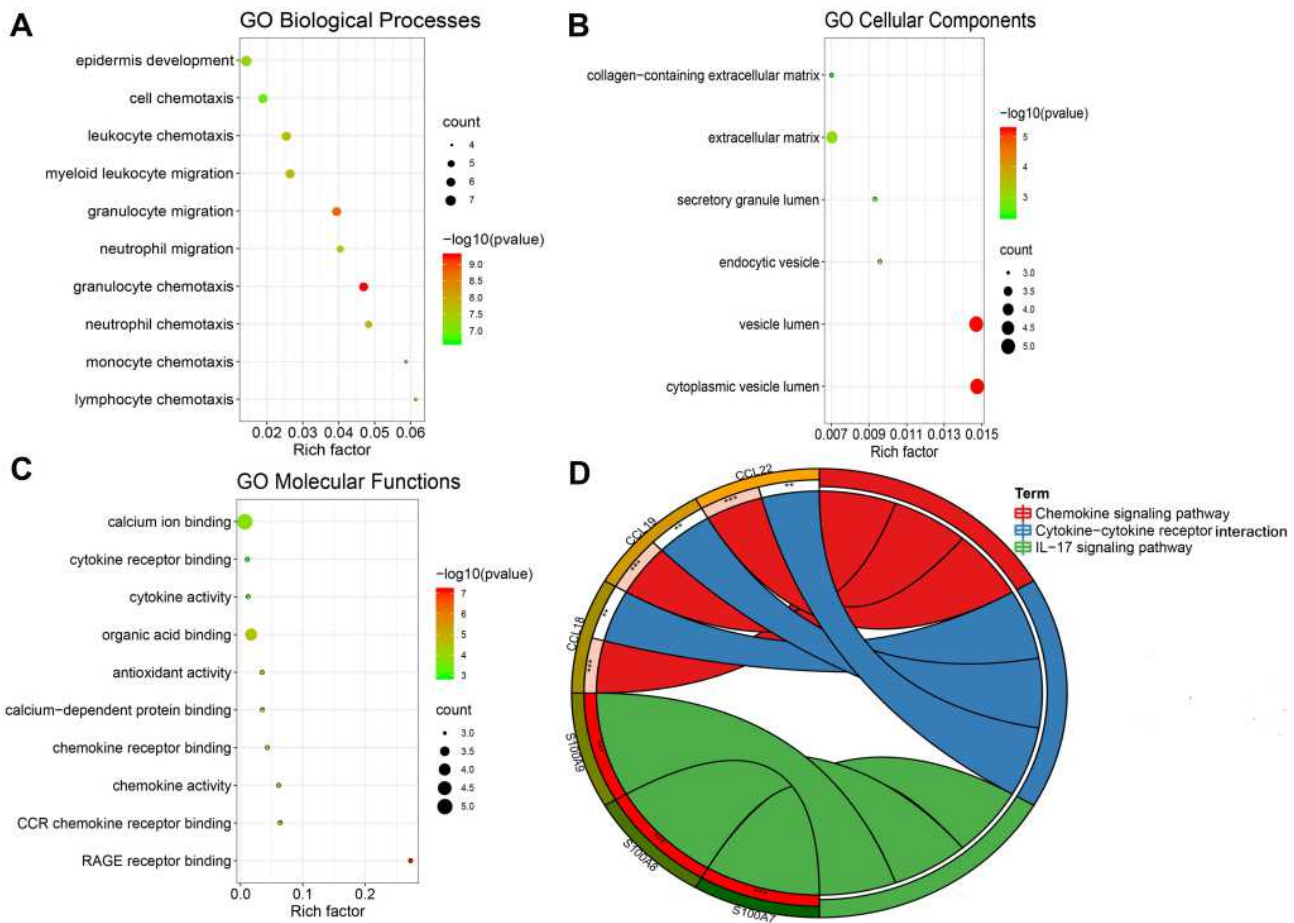 A
GO Biological Processes
epidermis development
cell chemotaxis
leukocyte chemotaxis
myeloid leukocyte migration
granulocyte migration
neutrophil migration
granulocyte chemotaxis
neutrophil chemotaxis
monocyte chemotaxis
lymphocyte chemotaxis
0.02 0.03 0.04 0.05 0.06
Rich factor
count
4
5
6
7
−log10(pvalue)
9.0
8.5
8.0
7.5
7.0
B
GO Cellular Components
collagen−containing extracellular matrix
extracellular matrix
secretory granule lumen
endocytic vesicle
vesicle lumen
cytoplasmic vesicle lumen
0.007 0.009 0.011 0.013 0.015
Rich factor
−log10(pvalue)
5
4
3
count
3.0
3.5
4.0
4.5
5.0
C
GO Molecular Functions
calcium ion binding
cytokine receptor binding
cytokine activity
organic acid binding
antioxidant activity
calcium−dependent protein binding
chemokine receptor binding
chemokine activity
CCR chemokine receptor binding
RAGE receptor binding
0.0 0.1 0.2
Rich factor
−log10(pvalue)
7
6
5
4
3
count
3.0
3.5
4.0
4.5
5.0
D
CCL22
CCL19
CCL18
S100A9
S100A8
S100A7
***
**
***
**
***
**
Term
Chemokine signaling pathway
Cytokine−cytokine receptor interaction
IL−17 signaling pathway